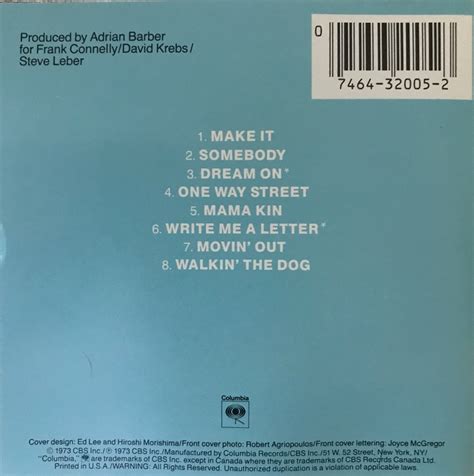 Produced by Adrian Barber
for Frank Connelly/David Krebs/
Steve Leber
0
7464-32005-2
1. MAKE IT
2. SOMEBODY
3. DREAM ON*
4. ONE WAY STREET
5. MAMA KIN
6. WRITE ME A LETTER*
7. MOVIN' OUT
8. WALKIN' THE DOG
Columbia
Cover design: Ed Lee and Hiroshi Morishima/Front cover photo: Robert Agriopoulos/Front cover lettering: Joyce McGregor
© 1973 CBS Inc./℗ 1973 CBS Inc./Manufactured by Columbia Records/CBS Inc./51 W. 52 Street, New York, NY/
"Columbia," are trademarks of CBS Inc. except in Canada where they are trademarks of CBS Records Canada Ltd.
Printed in U.S.A./WARNING: All Rights Reserved. Unauthorized duplication is a violation of applicable laws.